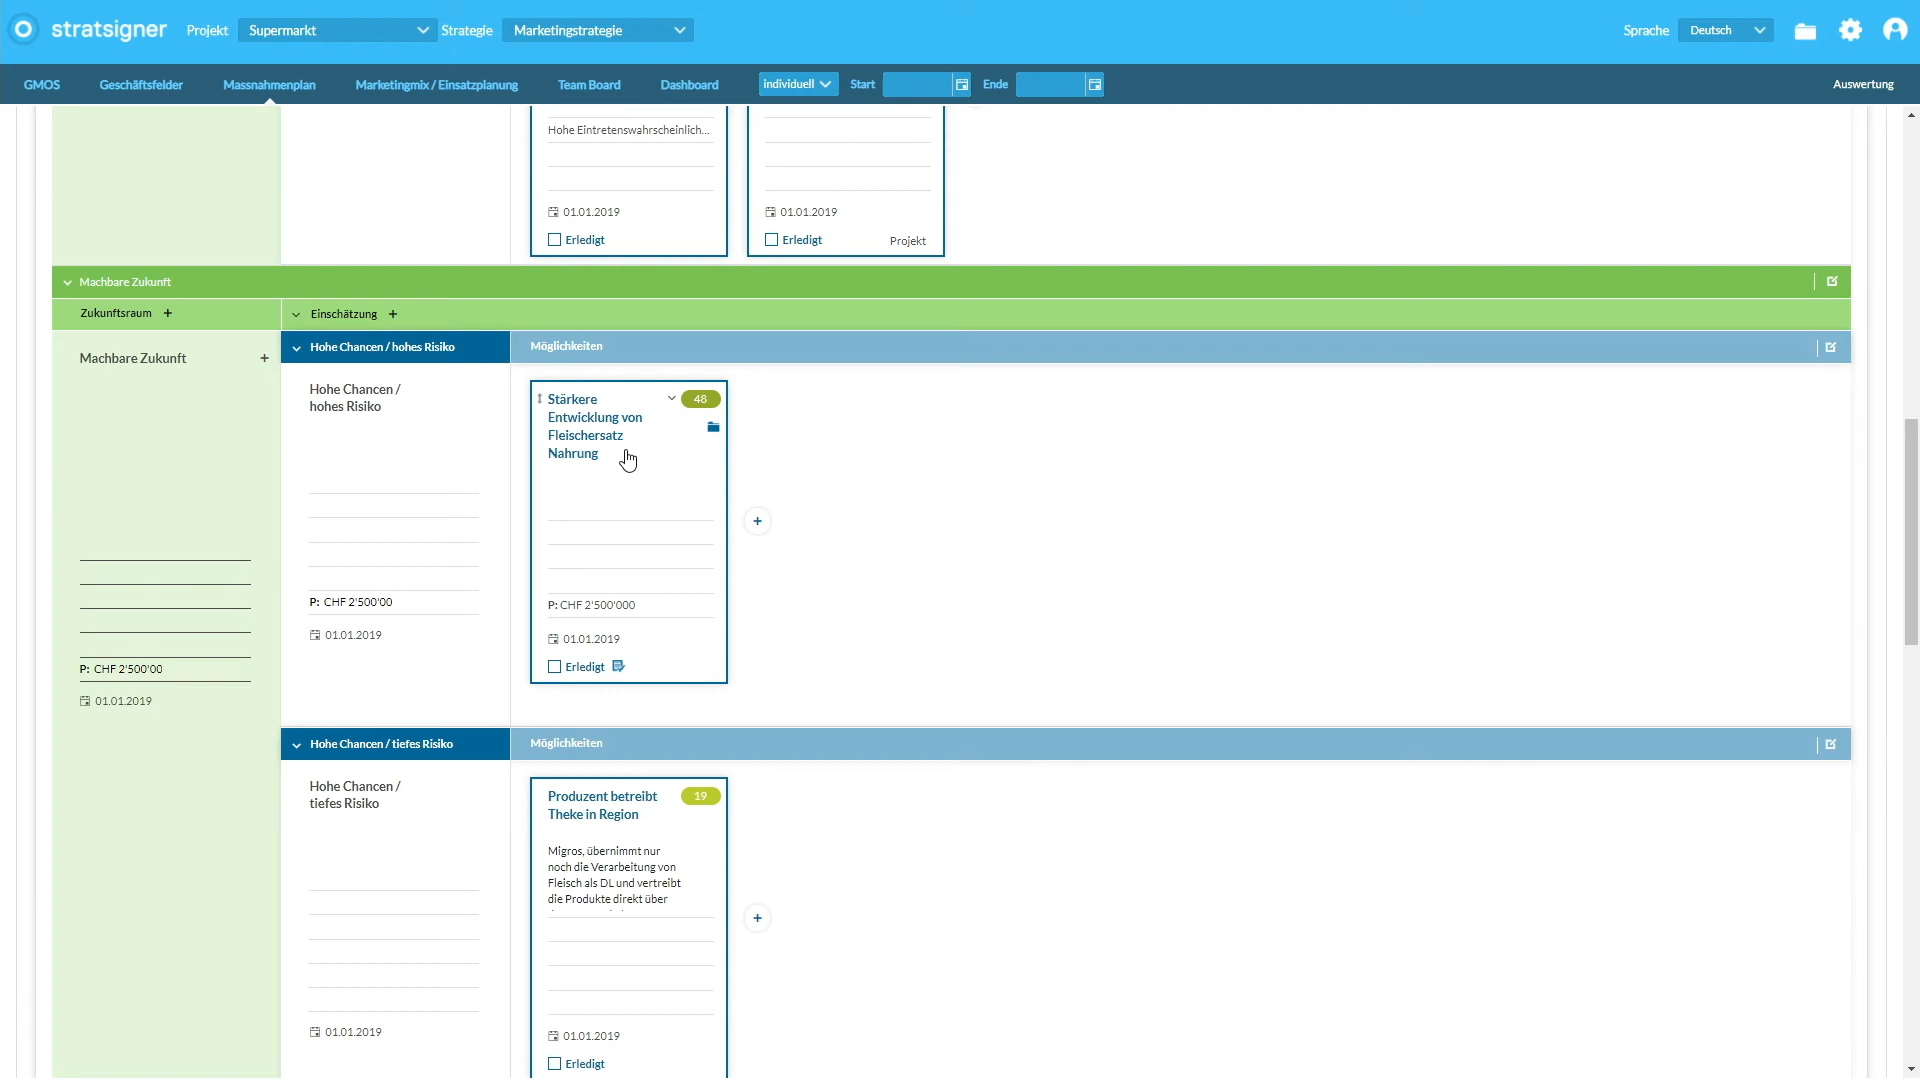 stratsigner Projekt Supermarkt Strategie Marketingstrategie Sprache Deutsch
GMOS Geschäftsfelder Massnahmenplan Marketingmix / Einsatzplanung Team Board Dashboard individuell Start Ende Auswertung
Hohe Eintretenswahrscheinlich...
01.01.2019 01.01.2019
Erledigt Erledigt Projekt
Machbare Zukunft
Zukunftsraum + Einschätzung +
Hohe Chancen / hohes Risiko Möglichkeiten
Machbare Zukunft +
Hohe Chancen /
hohes Risiko
Stärkere 48
Entwicklung von
Fleischersatz
Nahrung
+
P: CHF 2'500'00
01.01.2019
P: CHF 2'500'000
01.01.2019
Erledigt
P: CHF 2'500'00
01.01.2019
Hohe Chancen / tiefes Risiko Möglichkeiten
Hohe Chancen /
tiefes Risiko
Produzent betreibt 19
Theke in Region
Migros, übernimmt nur
noch die Verarbeitung von
Fleisch als DL und vertreibt
die Produkte direkt über
+
01.01.2019
01.01.2019
Erledigt